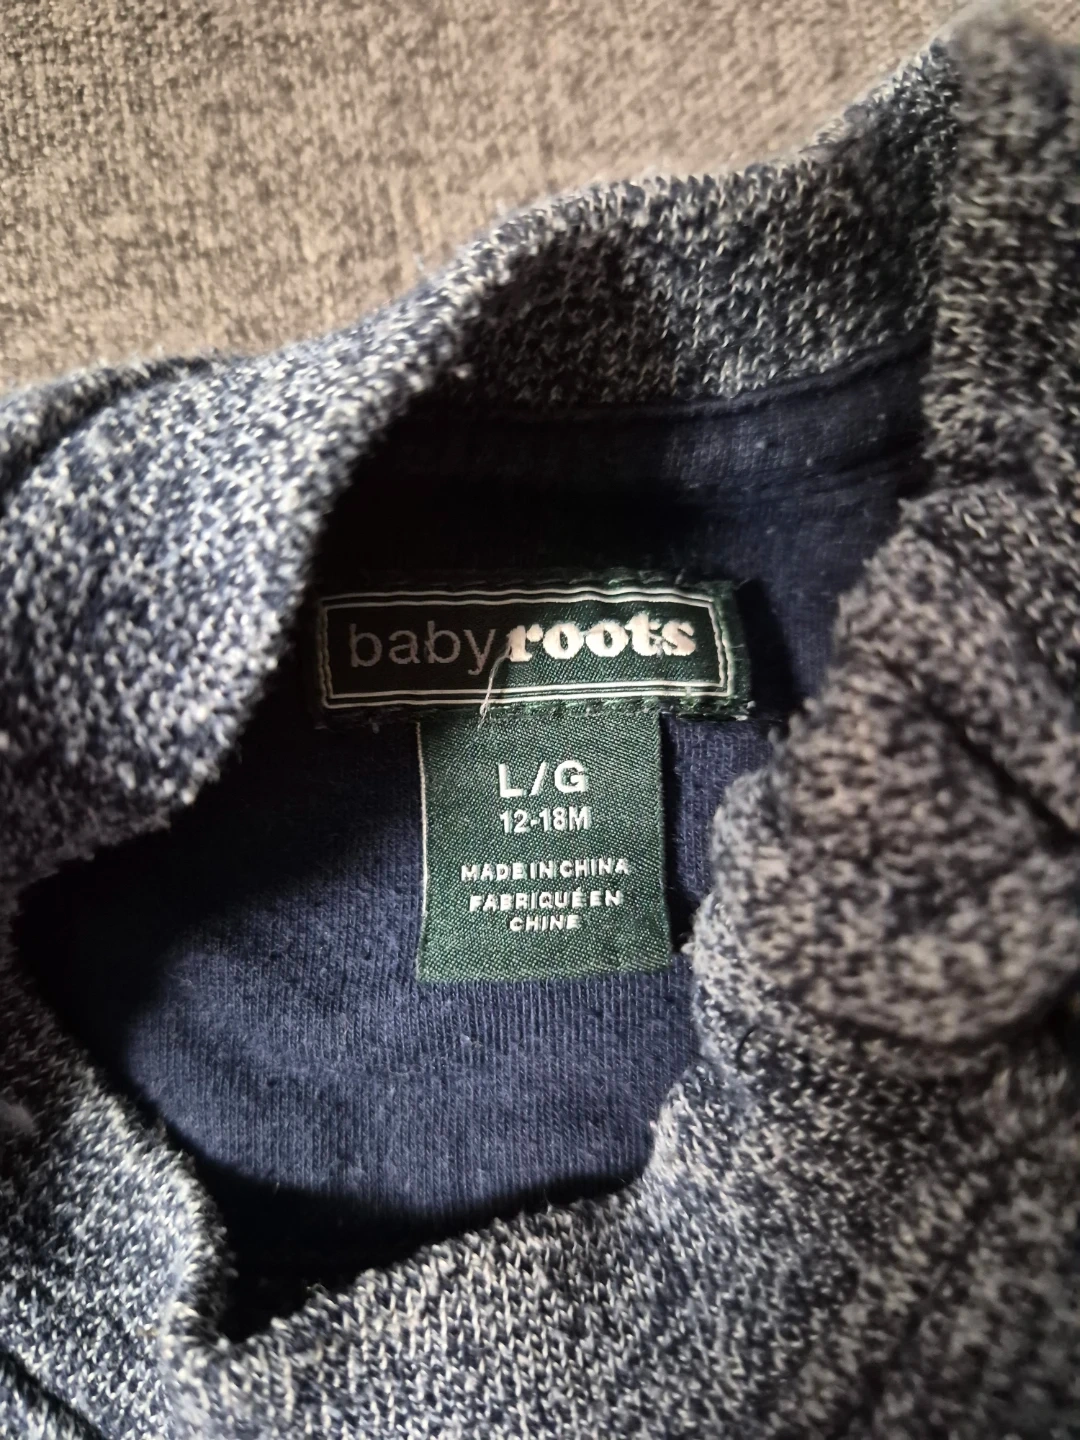 babyroots
L/G
12-18M
MADE IN CHINA
FABRIQUÉ EN
CHINE